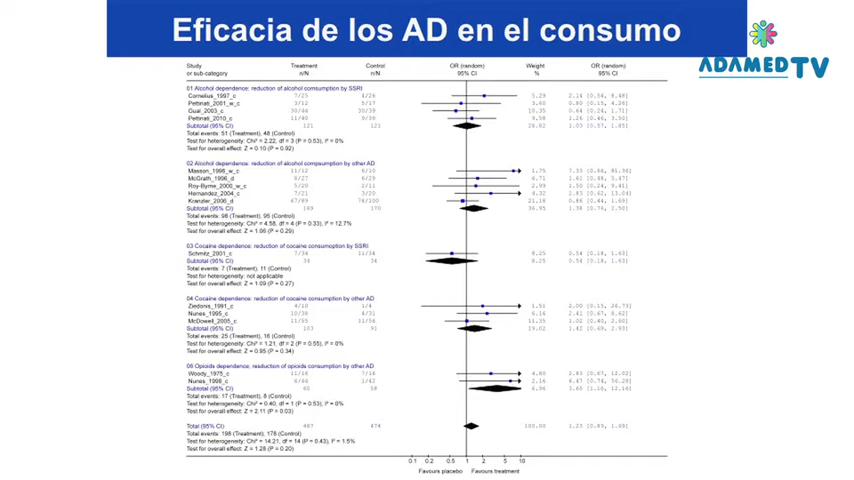 Eficacia de los AD en el consumo
ADAMED TV
Study Treatment Control OR (random) Weight OR (random)
or sub-category n/N n/N 95% CI % 95% CI
01 Alcohol dependence: reduction of alcohol comsumption by SSRI
Cornelius_1997_c 7/25 4/26 5.29 2.14 [0.54, 8.48]
Pettinati_2001_w_c 3/12 5/17 3.60 0.80 [0.15, 4.26]
Gual_2003_c 30/44 30/39 10.35 0.64 [0.24, 1.71]
Pettinati_2010_c 11/40 9/39 9.58 1.26 [0.46, 3.50]
Subtotal (95% CI) 121 121 28.82 1.03 [0.57, 1.85]
Total events: 51 (Treatment), 48 (Control)
Test for heterogeneity: Chi² = 2.22, df = 3 (P = 0.53), I² = 0%
Test for overall effect: Z = 0.10 (P = 0.92)
02 Alcohol dependence: reduction of alcohol compsumption by other AD
Masson_1996_w_c 11/12 6/10 1.75 7.33
McGrath_1996_d 8/27 6/29 6.71 1.62 [0.48, 5.47]
Roy-Byrne_2000_w_c 5/20 2/11 2.99 1.50 [0.24, 9.41]
Hernandez_2004_c 7/21 3/20 4.32 2.83 [0.62, 13.04]
Kranzler_2006_d 67/89 78/100 21.18 0.86 [0.44, 1.69]
Subtotal (95% CI) 169 170 36.95 1.38 [0.76, 2.50]
Total events: 98 (Treatment), 95 (Control)
Test for heterogeneity: Chi² = 4.58, df = 4 (P = 0.33), I² = 12.7%
Test for overall effect: Z = 1.06 (P = 0.29)
03 Cocaine dependence: reduction of cocaine consumoption by SSRI
Schmitz_2001_c 7/34 11/34 8.25 0.54 [0.18, 1.63]
Subtotal (95% CI) 34 34 8.25 0.54 [0.18, 1.63]
Total events: 7 (Treatment), 11 (Control)
Test for heterogeneity: not applicable
Test for overall effect: Z = 1.09 (P = 0.27)
04 Cocaine dependence: reduction of cocaine consumption by other AD
Ziedonis_1991_c 4/10 1/4 1.51 2.00 [0.15, 26.73]
Nunes_1995_c 10/38 4/31 6.16 2.41 [0.67, 8.62]
McDowell_2005_c 11/55 11/56 11.35 1.02 [0.40, 2.60]
Subtotal (95% CI) 103 91 19.02 1.42 [0.69, 2.93]
Total events: 25 (Treatment), 16 (Control)
Test for heterogeneity: Chi² = 1.21, df = 2 (P = 0.55), I² = 0%
Test for overall effect: Z = 0.95 (P = 0.34)
Woody_1975_c 11/16 7/16 4.80 2.83 [0.67, 12.02]
Nunes_1998_c 6/44 1/42 2.16 6.47 [0.74, 56.28]
Subtotal (95% CI) 60 58 6.96 3.65 [1.10, 12.16]
Total events: 17 (Treatment), 8 (Control)
Test for heterogeneity: Chi² = 0.40, df = 1 (P = 0.53), I² = 0%
Test for overall effect: Z = 2.11 (P = 0.03)
Total (95% CI) 487 474 100.00 1.23 [0.89, 1.69]
Total events: 198 (Treatment), 178 (Control)
Test for heterogeneity: Chi² = 14.21, df = 14 (P = 0.43), I² = 1.5%
Test for overall effect: Z = 1.28 (P = 0.20)
0.1 0.2 0.5 1 2 5 10
Favours placebo Favours treatment